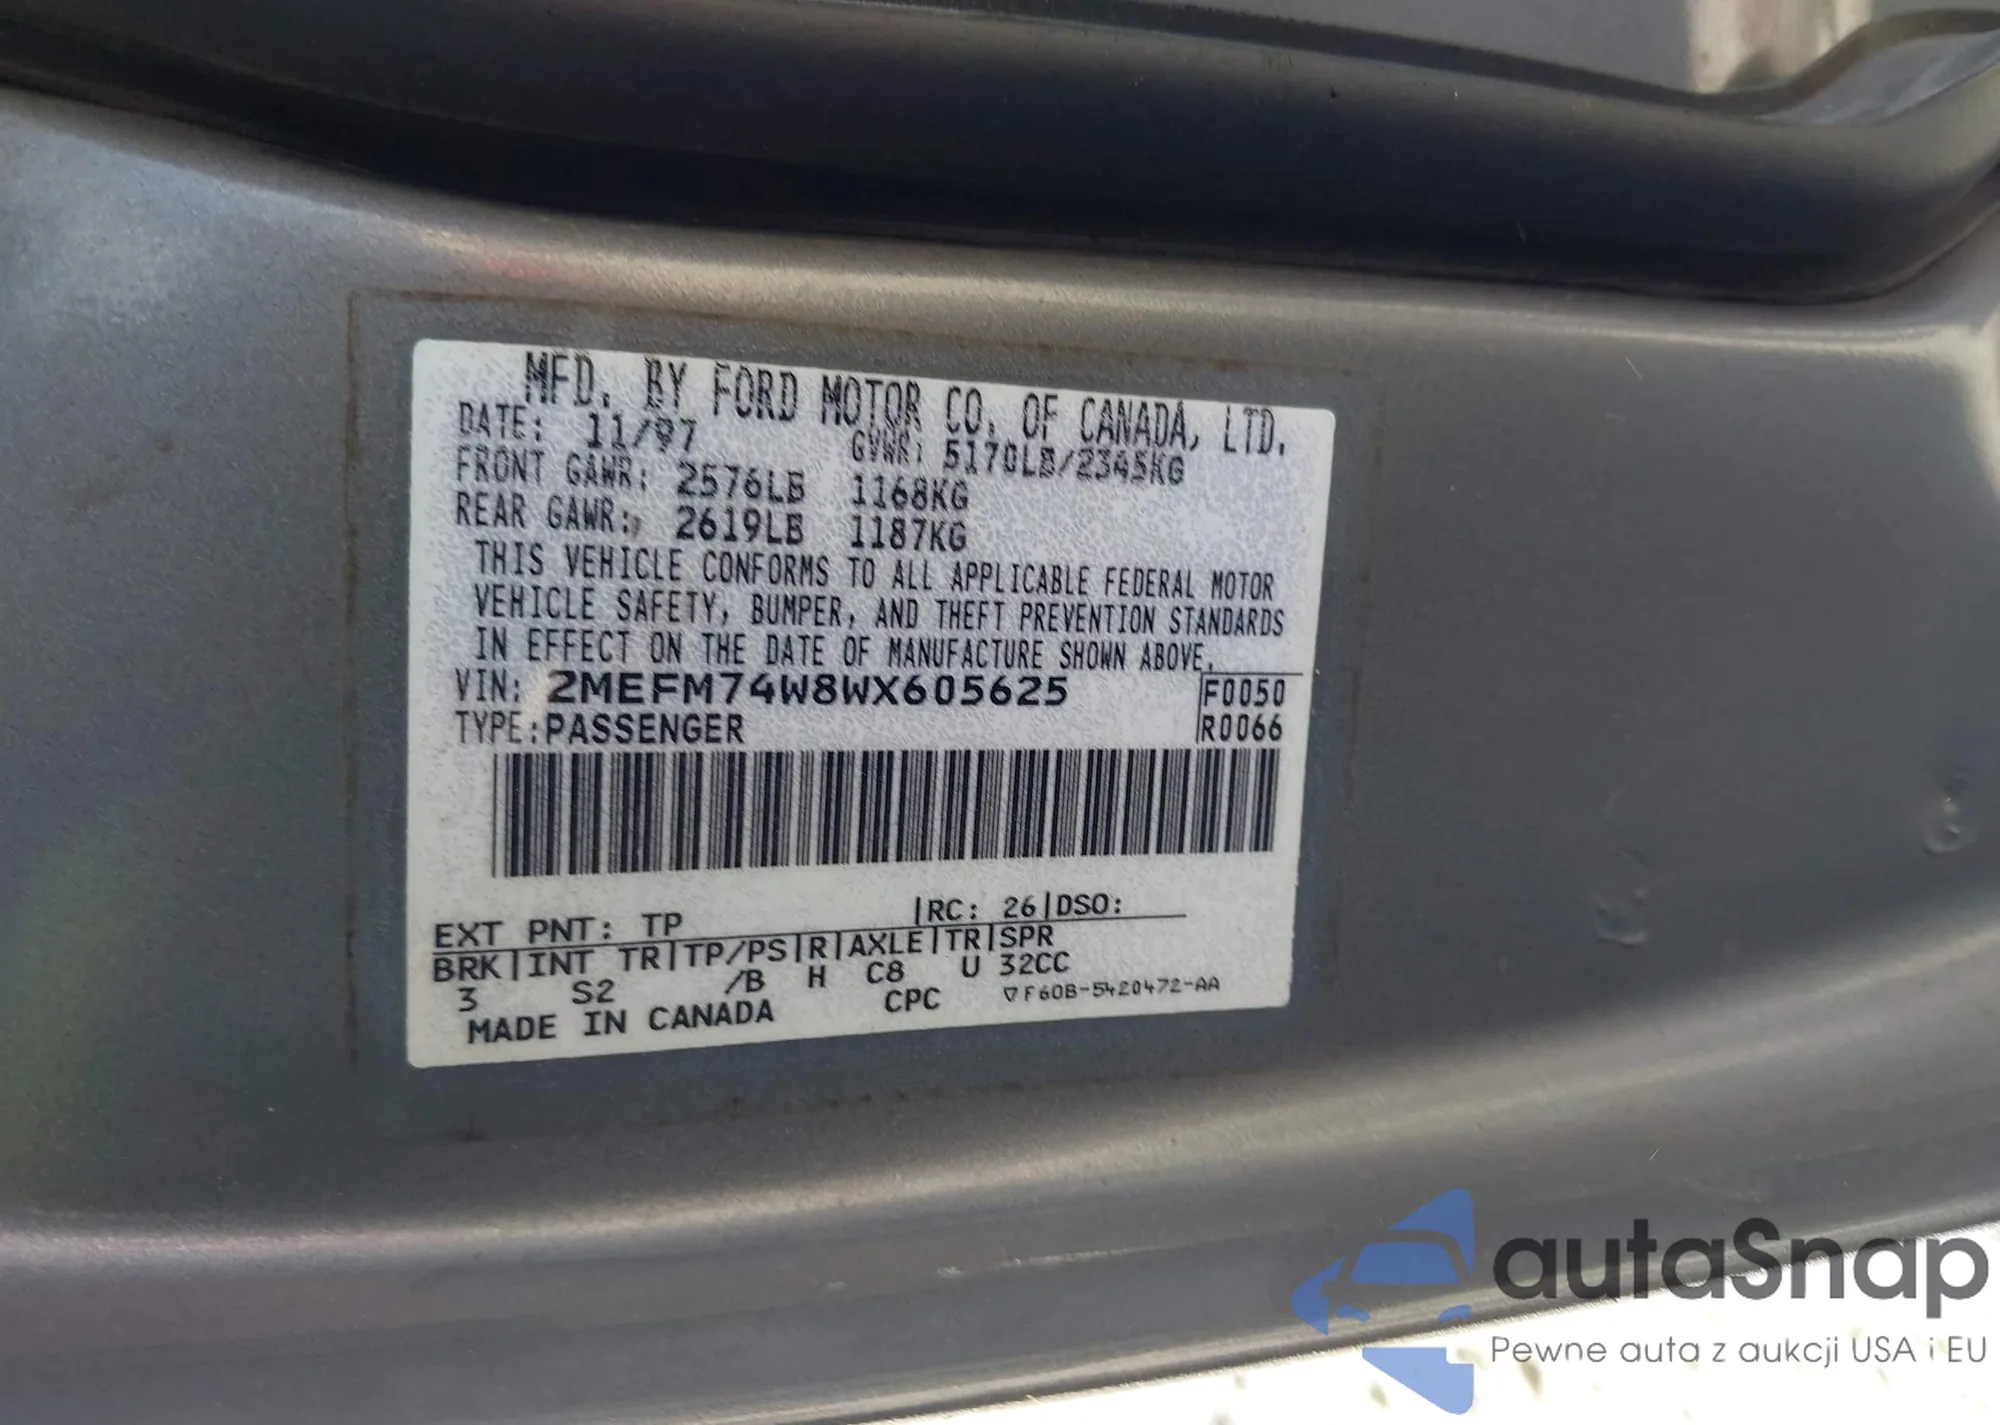 MFD. BY FORD MOTOR CO. OF CANADA, LTD.
DATE: 11/97 GVWR: 5170LB/2345KG
FRONT GAWR: 2576LB 1168KG
REAR GAWR: 2619LB 1187KG
THIS VEHICLE CONFORMS TO ALL APPLICABLE FEDERAL MOTOR
VEHICLE SAFETY, BUMPER, AND THEFT PREVENTION STANDARDS
IN EFFECT ON THE DATE OF MANUFACTURE SHOWN ABOVE.
VIN: 2MEFM74W8WX605625 F0050
TYPE: PASSENGER R0066
EXT PNT: TP |RC: 26|DSO:
BRK|INT TR|TP/PS|R|AXLE|TR|SPR
3 S2 /B H C8 U 32CC
MADE IN CANADA CPC ▽F60B-5420472-AA
autaSnap
Pewne auta z aukcji USA i EU